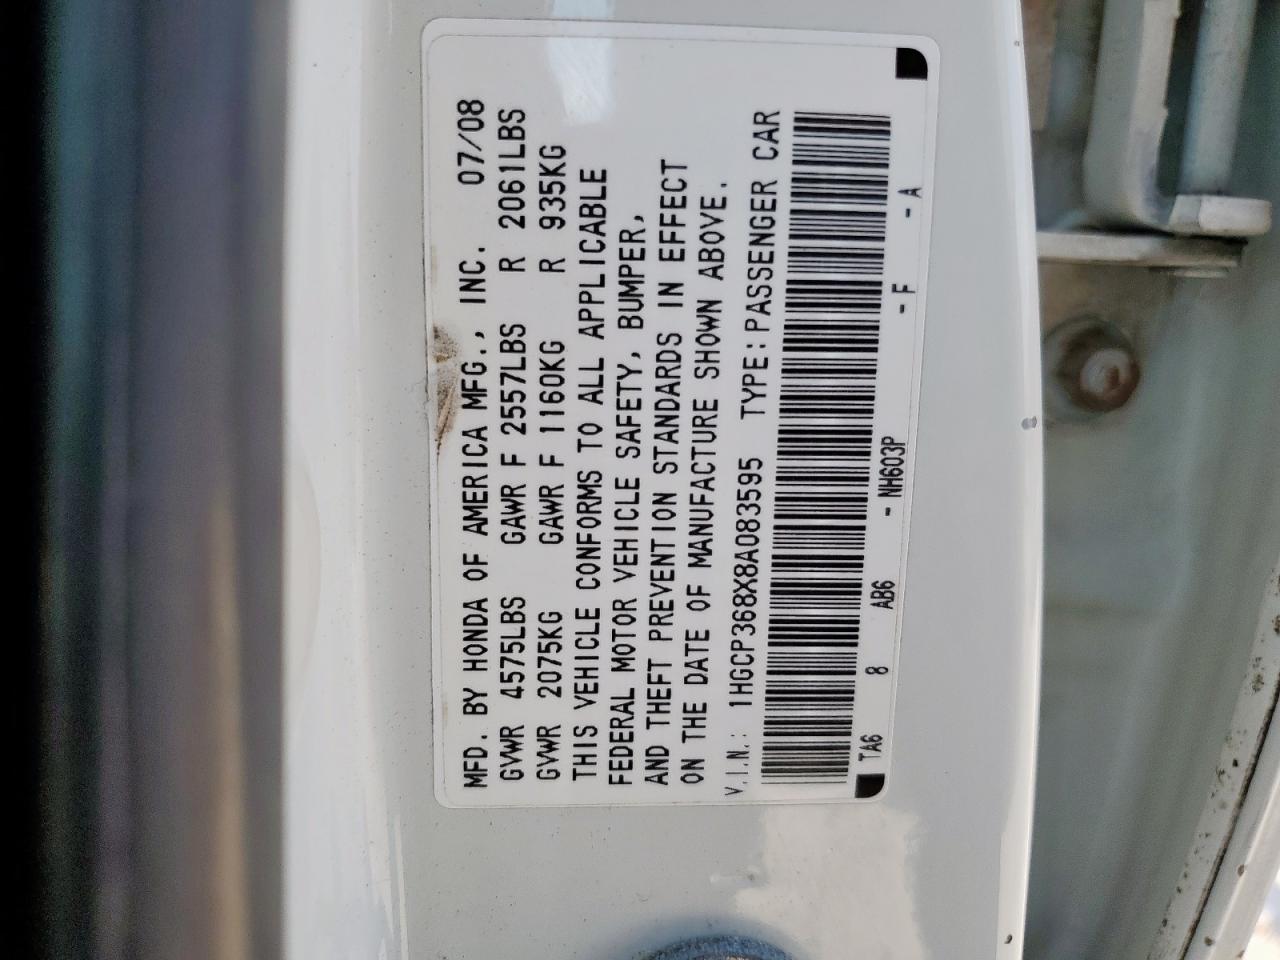 MFD. BY HONDA OF AMERICA MFG., INC. 07/08
GVWR 4575LBS GAWR F 2557LBS R 2061LBS
GVWR 2075KG GAWR F 1160KG R 935KG
THIS VEHICLE CONFORMS TO ALL APPLICABLE
FEDERAL MOTOR VEHICLE SAFETY, BUMPER,
AND THEFT PREVENTION STANDARDS IN EFFECT
ON THE DATE OF MANUFACTURE SHOWN ABOVE.
V.I.N.: 1HGCP368X8A083595 TYPE:PASSENGER CAR
TA6 8 AB6 - NH603P - F - A